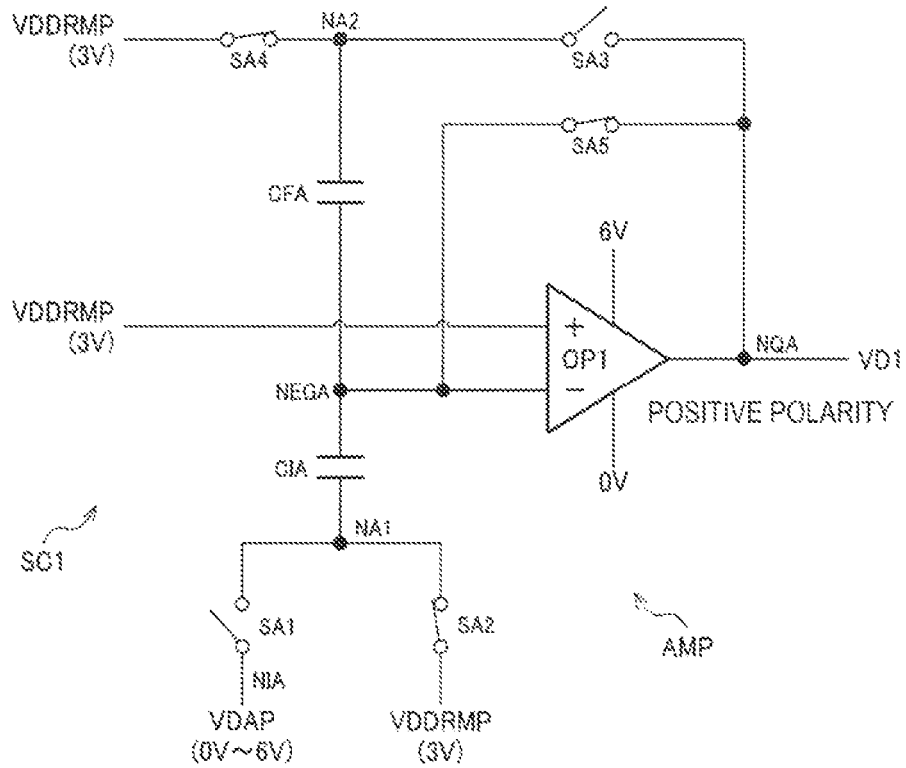 VDDRMP
(3V)
NA2
SA4
SA3
SA5
CFA
6V
VDDRMP
(3V)
+
OP1
−
NQA
VD1
NEGA
POSITIVE POLARITY
0V
CIA
NA1
SC1
SA1
SA2
AMP
NIA
VDAP
(0V～6V)
VDDRMP
(3V)